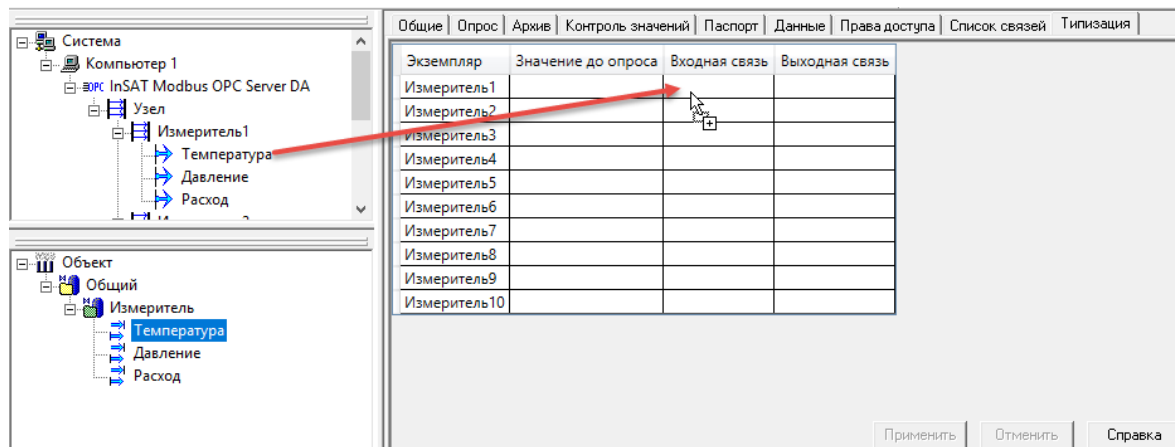 Система
Компьютер 1
InSAT Modbus OPC Server DA
Узел
Измеритель1
Температура
Давление
Расход
Объект
Общий
Измеритель
Температура
Давление
Расход
Общие Опрос Архив Контроль значений Паспорт Данные Права доступа Список связей Типизация
Экземпляр Значение до опроса Входная связь Выходная связь
Измеритель1
Измеритель2
Измеритель3
Измеритель4
Измеритель5
Измеритель6
Измеритель7
Измеритель8
Измеритель9
Измеритель10
Применить Отменить Справка